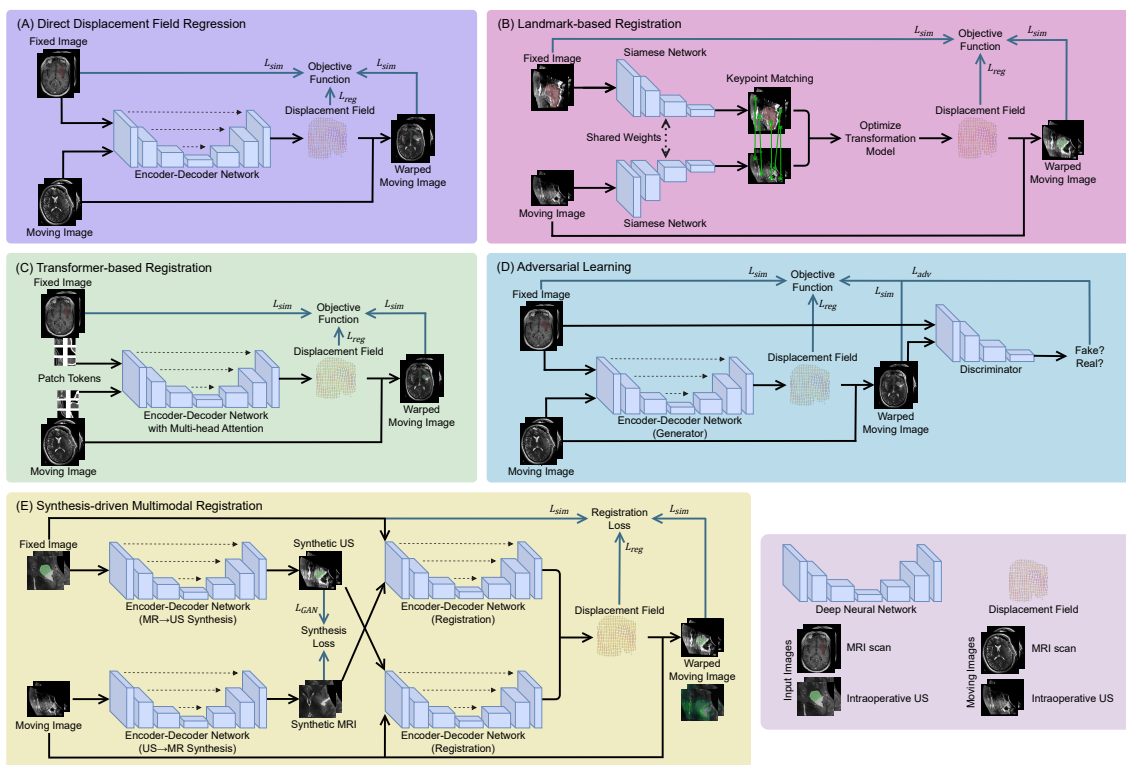 (A) Direct Displacement Field Regression
Fixed Image
L_sim
Objective
Function
L_sim
L_reg
Displacement Field
Encoder-Decoder Network
Warped
Moving Image
Moving Image
(B) Landmark-based Registration
Fixed Image
Siamese Network
L_sim
Objective
Function
L_sim
L_reg
Keypoint Matching
Displacement Field
Shared Weights
Optimize
Transformation
Model
Warped
Moving Image
Moving Image
Siamese Network
(C) Transformer-based Registration
Fixed Image
L_sim
Objective
Function
L_sim
L_reg
Displacement Field
Patch Tokens
Encoder-Decoder Network
with Multi-head Attention
Warped
Moving Image
Moving Image
(D) Adversarial Learning
Fixed Image
L_sim
Objective
Function
L_adv
L_sim
L_reg
Displacement Field
Discriminator
Fake?
Real?
Encoder-Decoder Network
(Generator)
Warped
Moving Image
Moving Image
(E) Synthesis-driven Multimodal Registration
Fixed Image
Synthetic US
L_sim
Registration
Loss
L_sim
L_reg
Encoder-Decoder Network
(MR→US Synthesis)
L_GAN
Synthesis
Loss
Encoder-Decoder Network
(Registration)
Displacement Field
Warped
Moving Image
Moving Image
Synthetic MRI
Encoder-Decoder Network
(US→MR Synthesis)
Encoder-Decoder Network
(Registration)
Deep Neural Network
Displacement Field
Input Images
MRI scan
Intraoperative US
Moving Images
MRI scan
Intraoperative US